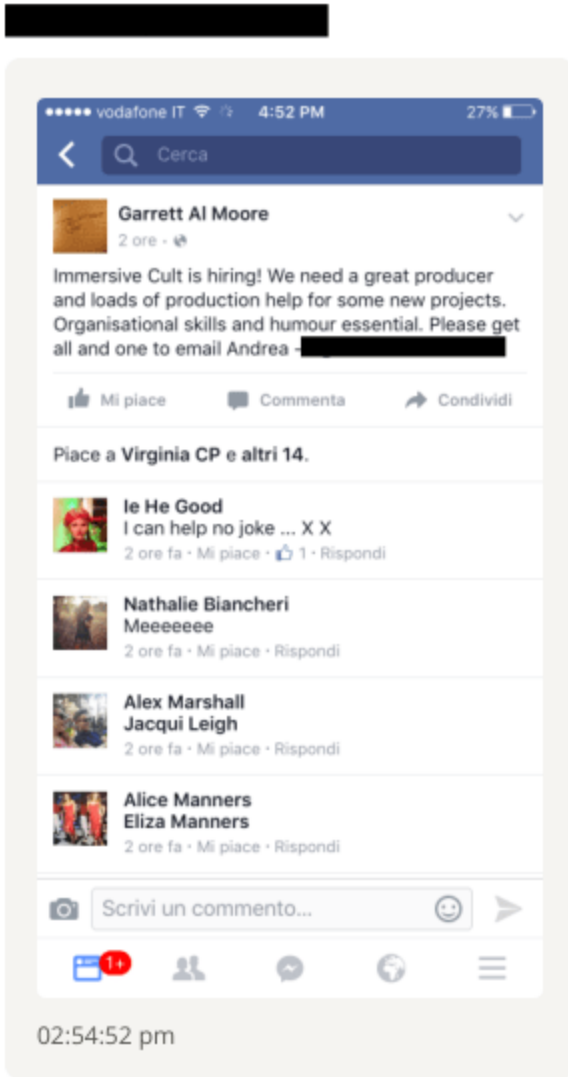 vodafone IT 4:52 PM 27%
Cerca
Garrett Al Moore
2 ore
Immersive Cult is hiring! We need a great producer
and loads of production help for some new projects.
Organisational skills and humour essential. Please get
all and one to email Andrea -
Mi piace Commenta Condividi
Piace a Virginia CP e altri 14.
Ie He Good
I can help no joke ... X X
2 ore fa · Mi piace · 1 · Rispondi
Nathalie Biancheri
Meeeeeee
2 ore fa · Mi piace · Rispondi
Alex Marshall
Jacqui Leigh
2 ore fa · Mi piace · Rispondi
Alice Manners
Eliza Manners
2 ore fa · Mi piace · Rispondi
Scrivi un commento...
1+
02:54:52 pm